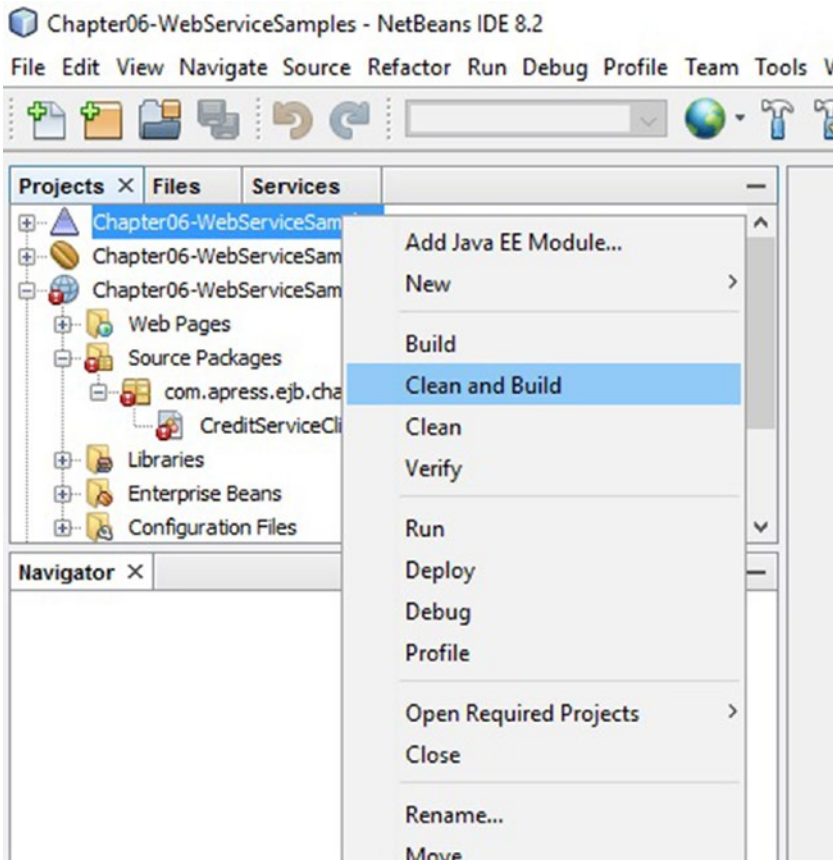 Chapter06-WebServiceSamples - NetBeans IDE 8.2
File Edit View Navigate Source Refactor Run Debug Profile Team Tools
Projects Files Services
Chapter06-WebServiceSam
Chapter06-WebServiceSam
Chapter06-WebServiceSam
Web Pages
Source Packages
com.apress.ejb.cha
CreditServiceCli
Libraries
Enterprise Beans
Configuration Files
Navigator
Add Java EE Module...
New
Build
Clean and Build
Clean
Verify
Run
Deploy
Debug
Profile
Open Required Projects
Close
Rename...
Move